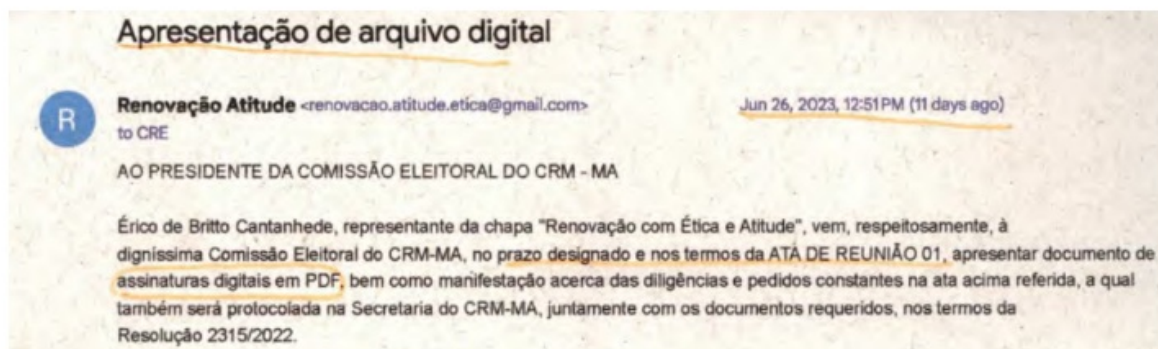 Apresentação de arquivo digital
R
Renovação Atitude <renovacao.atitude.etica@gmail.com>
Jun 26, 2023, 12:51 PM (11 days ago)
to CRE
AO PRESIDENTE DA COMISSÃO ELEITORAL DO CRM - MA
Érico de Britto Cantanhede, representante da chapa "Renovação com Ética e Atitude", vem, respeitosamente, à
digníssima Comissão Eleitoral do CRM-MA, no prazo designado e nos termos da ATA DE REUNIÃO 01, apresentar documento de
assinaturas digitais em PDF, bem como manifestação acerca das diligências e pedidos constantes na ata acima referida, a qual
também será protocolada na Secretaria do CRM-MA, juntamente com os documentos requeridos, nos termos da
Resolução 2315/2022.